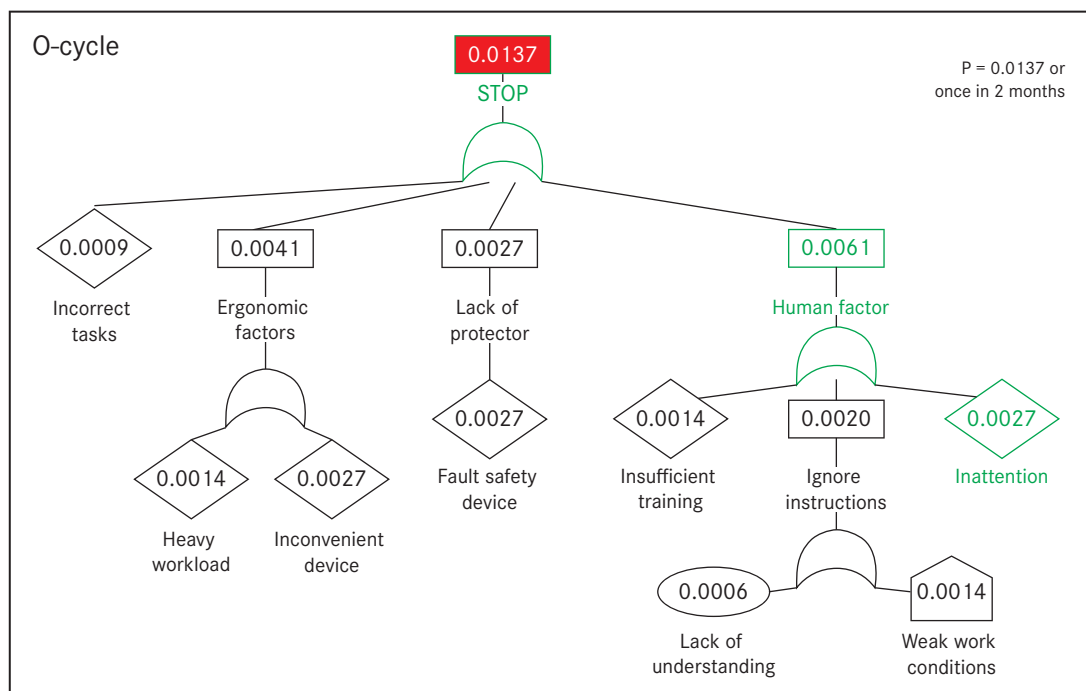 O-cycle
0.0137
P = 0.0137 or
once in 2 months
STOP
0.0009
0.0041
0.0027
0.0061
Incorrect
tasks
Ergonomic
factors
Lack of
protector
Human factor
0.0014
0.0027
0.0027
0.0014
0.0020
0.0027
Heavy
workload
Inconvenient
device
Fault safety
device
Insufficient
training
Ignore
instructions
Inattention
0.0006
0.0014
Lack of
understanding
Weak work
conditions